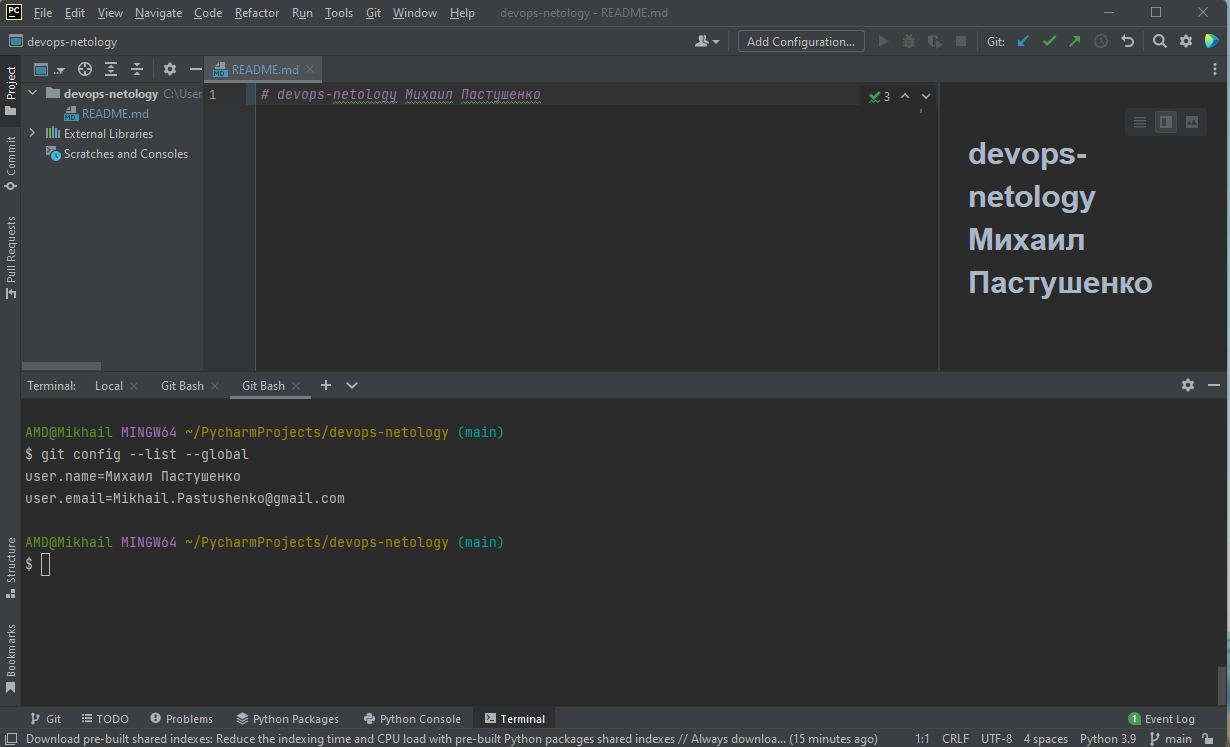 PC File Edit View Navigate Code Refactor Run Tools Git Window Help devops-netology - README.md
devops-netology Add Configuration... Git:
Project
Commit
Pull Requests
Structure
Bookmarks
README.md
devops-netology C:\User
MD README.md
External Libraries
Scratches and Consoles
1 # devops-netology Михаил Пастушенко
3
devops-
netology
Михаил
Пастушенко
Terminal: Local Git Bash Git Bash
AMD@Mikhail MINGW64 ~/PycharmProjects/devops-netology (main)
$ git config --list --global
user.name=Михаил Пастушенко
user.email=Mikhail.Pastushenko@gmail.com
AMD@Mikhail MINGW64 ~/PycharmProjects/devops-netology (main)
$
Git TODO Problems Python Packages Python Console Terminal 1 Event Log
Download pre-built shared indexes: Reduce the indexing time and CPU load with pre-built Python packages shared indexes // Always downloa... (15 minutes ago) 1:1 CRLF UTF-8 4 spaces Python 3.9 main